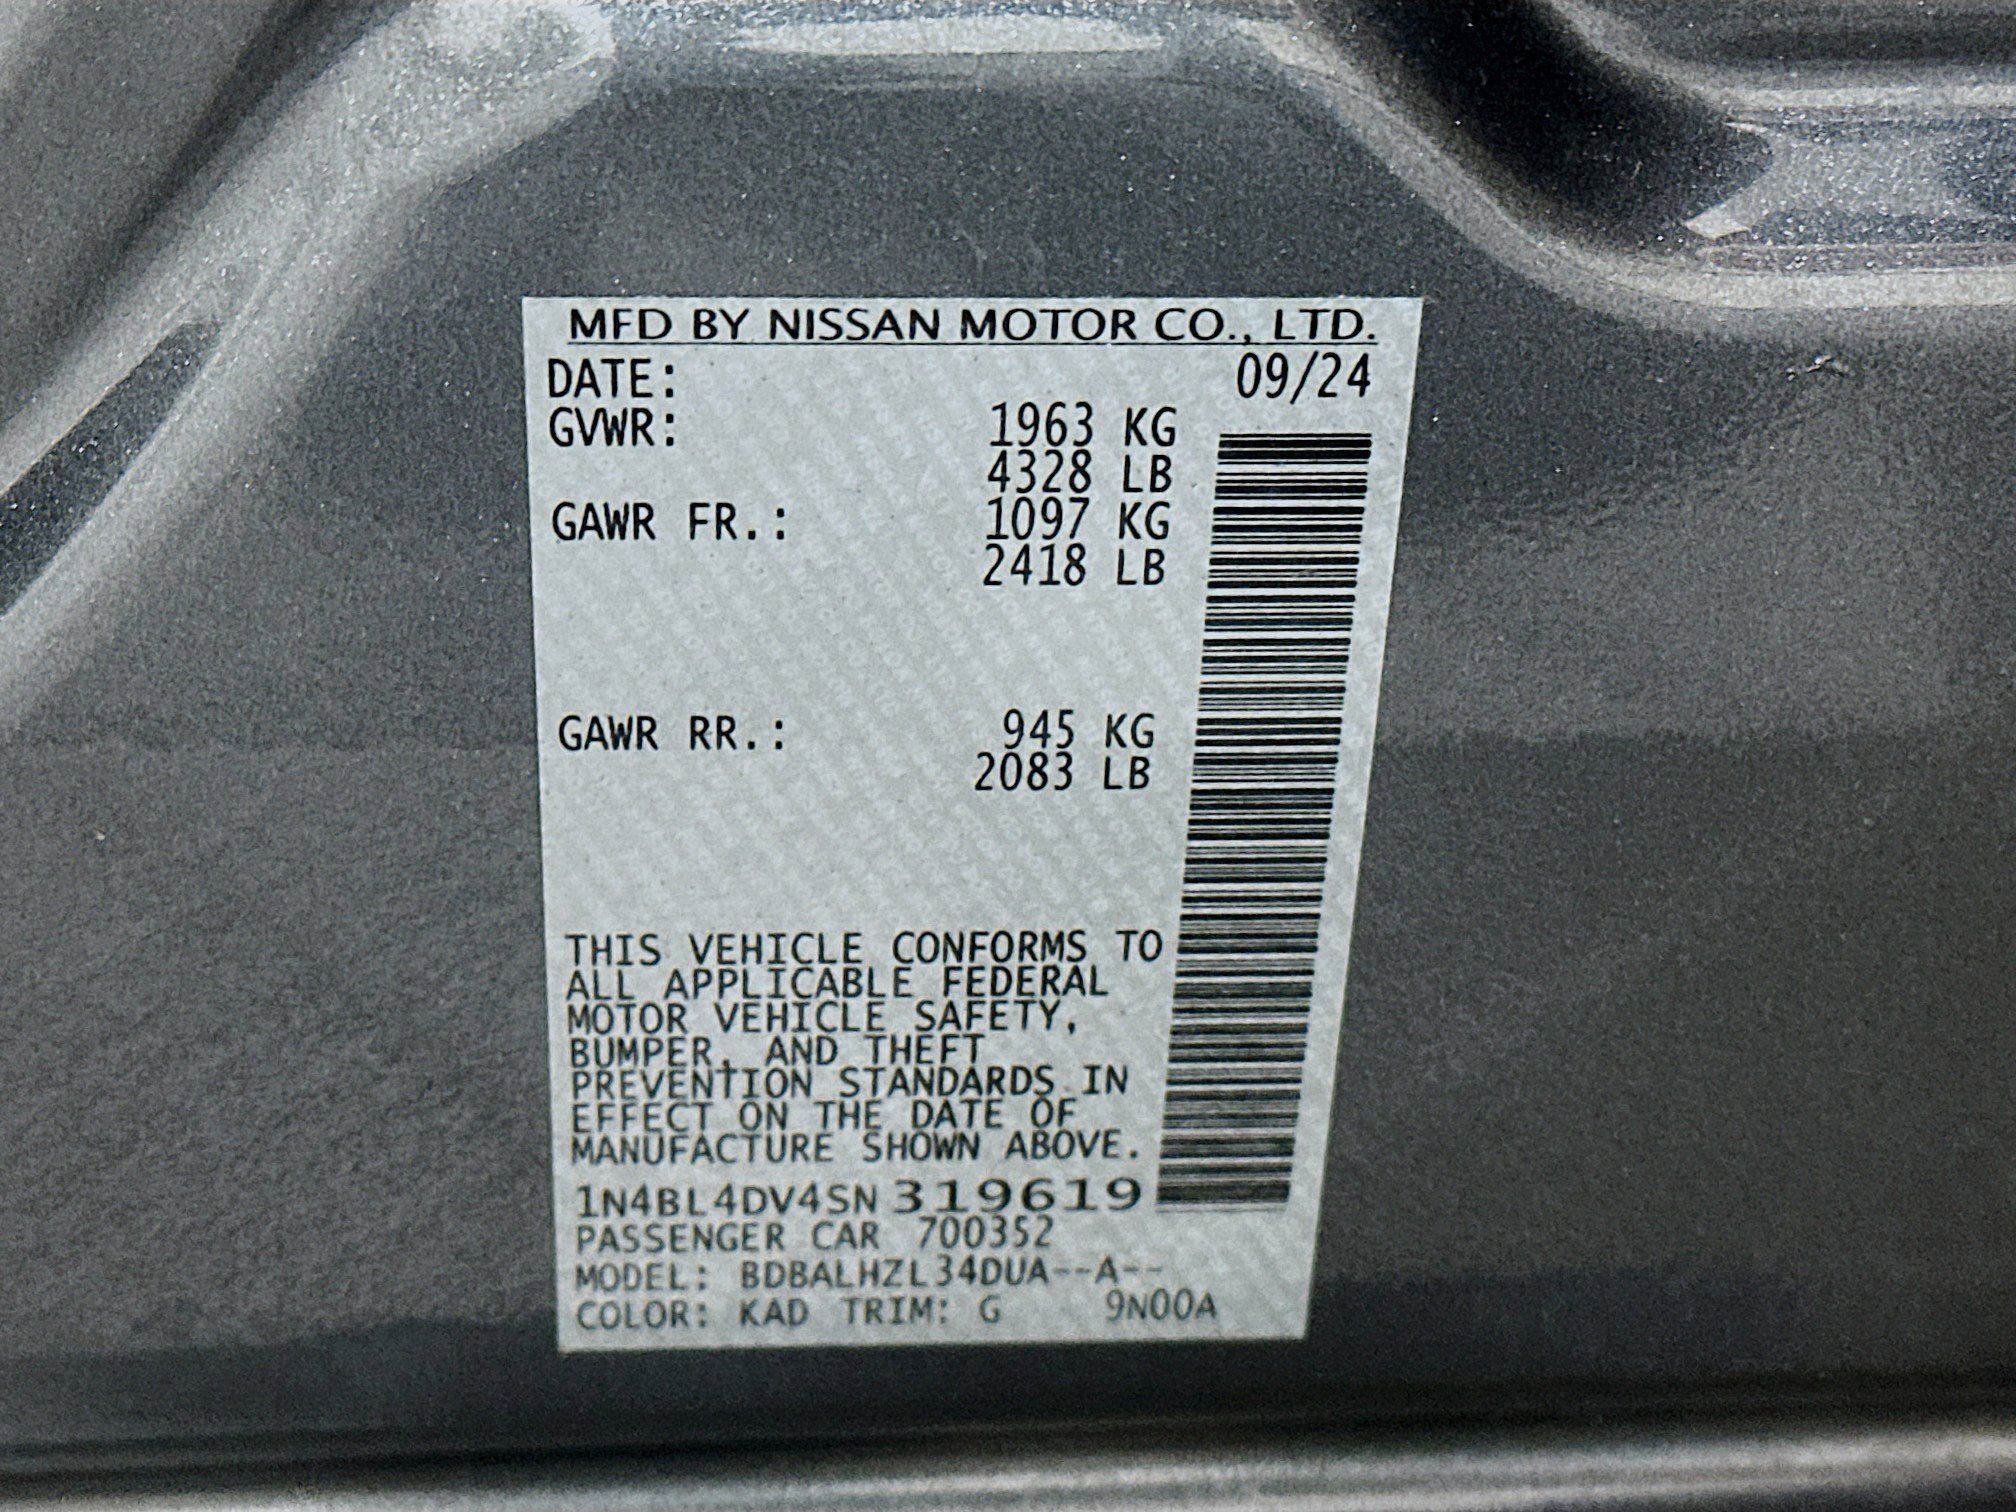 MFD BY NISSAN MOTOR CO., LTD.
DATE: 09/24
GVWR: 1963 KG
4328 LB
GAWR FR.: 1097 KG
2418 LB
GAWR RR.: 945 KG
2083 LB
THIS VEHICLE CONFORMS TO
ALL APPLICABLE FEDERAL
MOTOR VEHICLE SAFETY,
BUMPER, AND THEFT
PREVENTION STANDARDS IN
EFFECT ON THE DATE OF
MANUFACTURE SHOWN ABOVE.
1N4BL4DV4SN319619
PASSENGER CAR 700352
MODEL: BDBALHZL34DUA--A--
COLOR: KAD TRIM: G 9N00A